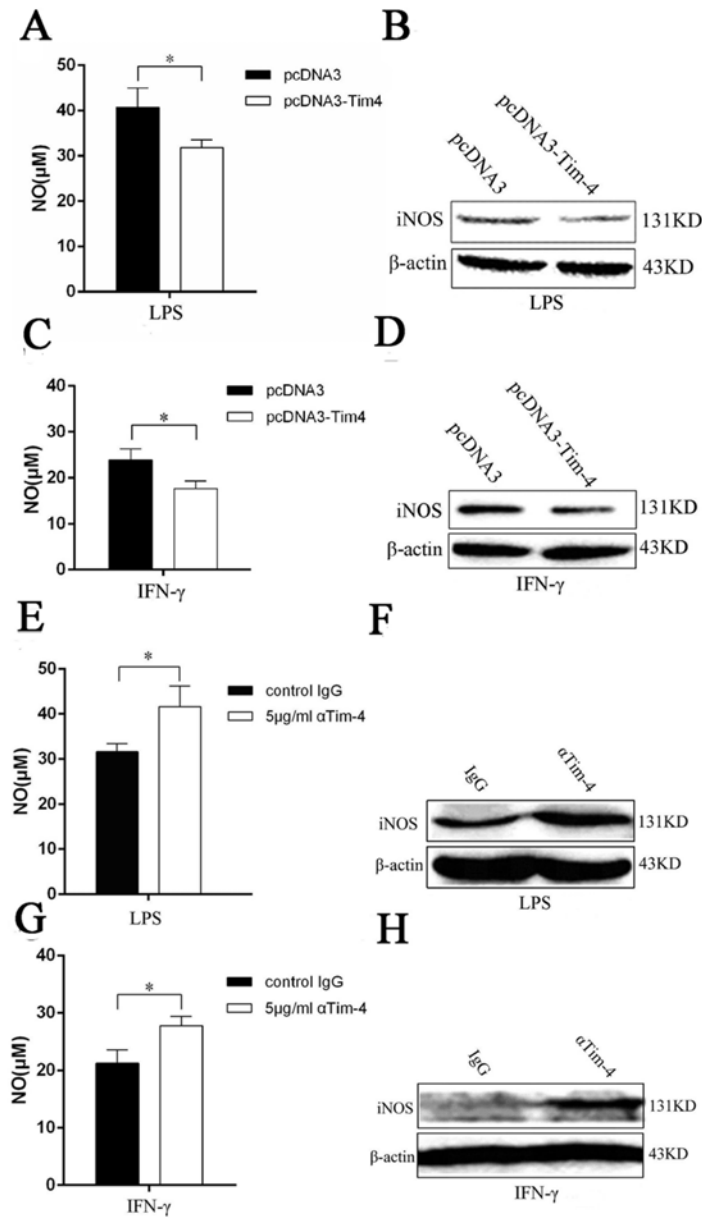 A
*
pcDNA3
pcDNA3-Tim4
NO(μM)
50
40
30
20
10
0
LPS
B
pcDNA3
pcDNA3-Tim-4
iNOS
131KD
β-actin
43KD
LPS
C
*
pcDNA3
pcDNA3-Tim4
NO(μM)
40
30
20
10
0
IFN-γ
D
pcDNA3
pcDNA3-Tim-4
iNOS
131KD
β-actin
43KD
IFN-γ
E
*
control IgG
5μg/ml αTim-4
NO(μM)
50
40
30
20
10
0
LPS
F
IgG
αTim-4
iNOS
131KD
β-actin
43KD
LPS
G
*
control IgG
5μg/ml αTim-4
NO(μM)
40
30
20
10
0
IFN-γ
H
IgG
αTim-4
iNOS
131KD
β-actin
43KD
IFN-γ